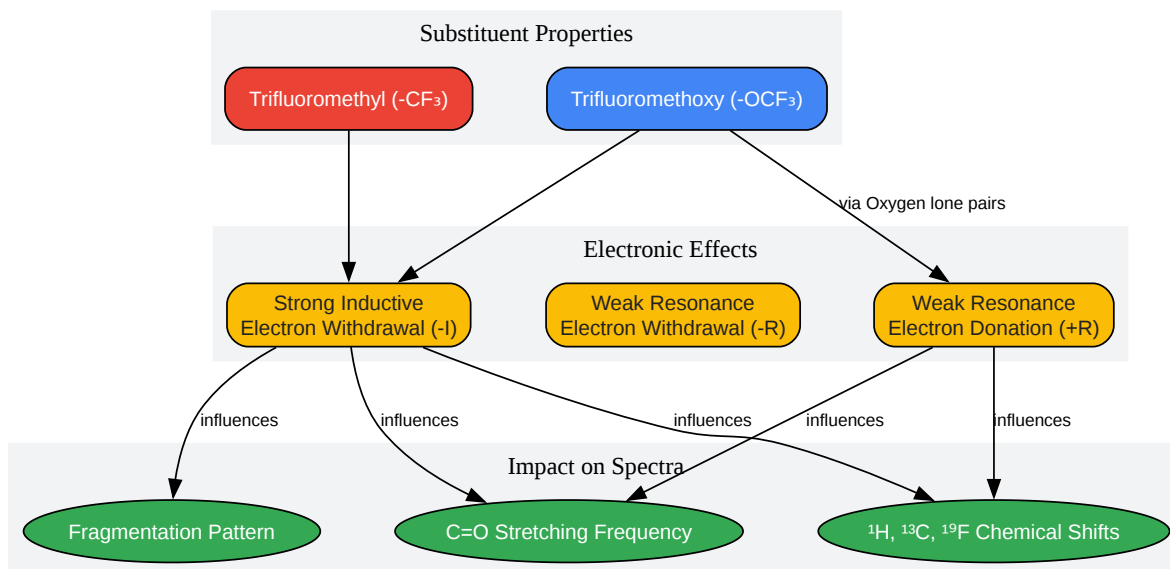 Substituent Properties
Trifluoromethyl (-CF₃)
Trifluoromethoxy (-OCF₃)
via Oxygen lone pairs
Electronic Effects
Strong Inductive
Electron Withdrawal (-I)
Weak Resonance
Electron Withdrawal (-R)
Weak Resonance
Electron Donation (+R)
influences
influences
influences
influences
influences
Impact on Spectra
Fragmentation Pattern
C=O Stretching Frequency
¹H, ¹³C, ¹⁹F Chemical Shifts